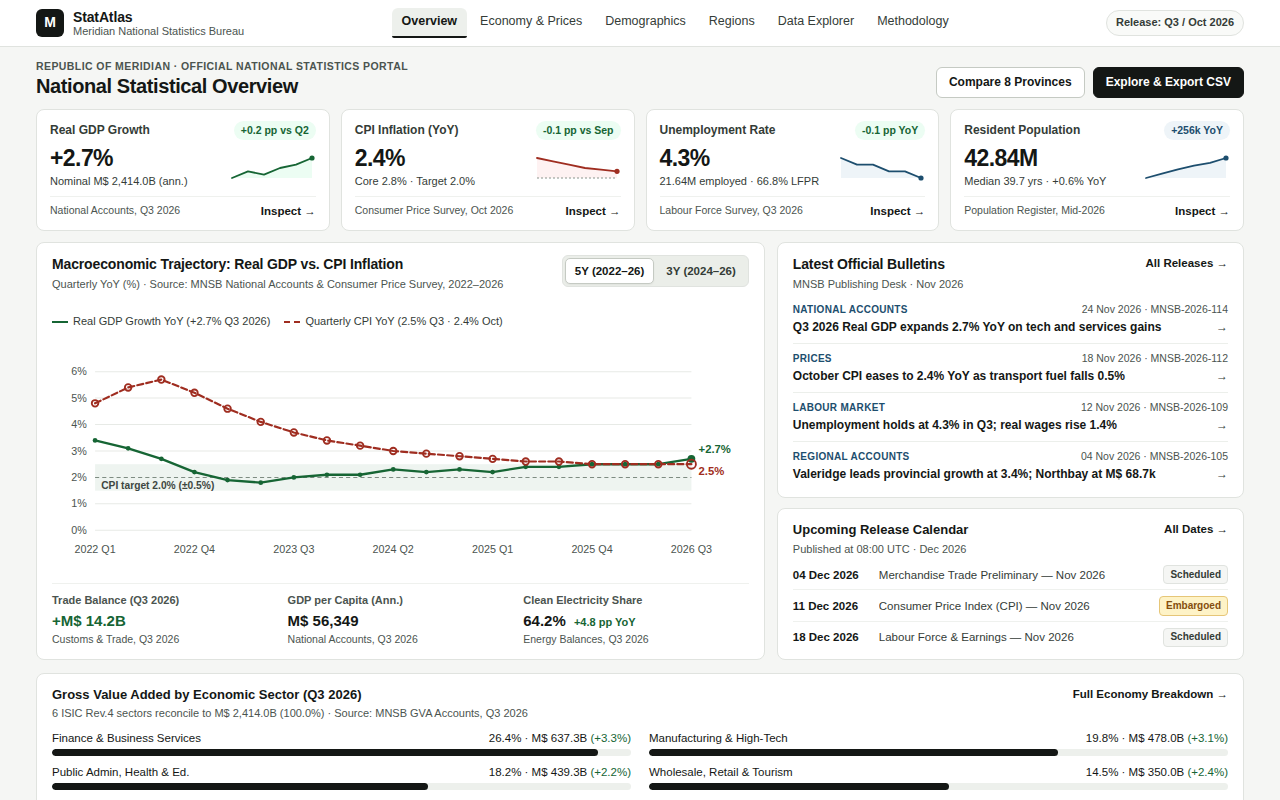 M
StatAtlas
Meridian National Statistics Bureau
Overview
Economy & Prices
Demographics
Regions
Data Explorer
Methodology
Release: Q3 / Oct 2026
REPUBLIC OF MERIDIAN · OFFICIAL NATIONAL STATISTICS PORTAL
National Statistical Overview
Compare 8 Provinces
Explore & Export CSV
Real GDP Growth
+0.2 pp vs Q2
+2.7%
Nominal M$ 2,414.0B (ann.)
National Accounts, Q3 2026
Inspect →
CPI Inflation (YoY)
-0.1 pp vs Sep
2.4%
Core 2.8% · Target 2.0%
Consumer Price Survey, Oct 2026
Inspect →
Unemployment Rate
-0.1 pp YoY
4.3%
21.64M employed · 66.8% LFPR
Labour Force Survey, Q3 2026
Inspect →
Resident Population
+256k YoY
42.84M
Median 39.7 yrs · +0.6% YoY
Population Register, Mid-2026
Inspect →
Macroeconomic Trajectory: Real GDP vs. CPI Inflation
Quarterly YoY (%) · Source: MNSB National Accounts & Consumer Price Survey, 2022–2026
5Y (2022–26)
3Y (2024–26)
Real GDP Growth YoY (+2.7% Q3 2026)
Quarterly CPI YoY (2.5% Q3 · 2.4% Oct)
6%
5%
4%
3%
2%
1%
0%
+2.7%
2.5%
CPI target 2.0% (±0.5%)
2022 Q1
2022 Q4
2023 Q3
2024 Q2
2025 Q1
2025 Q4
2026 Q3
Trade Balance (Q3 2026)
+M$ 14.2B
Customs & Trade, Q3 2026
GDP per Capita (Ann.)
M$ 56,349
National Accounts, Q3 2026
Clean Electricity Share
64.2% +4.8 pp YoY
Energy Balances, Q3 2026
Latest Official Bulletins
All Releases →
MNSB Publishing Desk · Nov 2026
NATIONAL ACCOUNTS
24 Nov 2026 · MNSB-2026-114
Q3 2026 Real GDP expands 2.7% YoY on tech and services gains →
PRICES
18 Nov 2026 · MNSB-2026-112
October CPI eases to 2.4% YoY as transport fuel falls 0.5% →
LABOUR MARKET
12 Nov 2026 · MNSB-2026-109
Unemployment holds at 4.3% in Q3; real wages rise 1.4% →
REGIONAL ACCOUNTS
04 Nov 2026 · MNSB-2026-105
Valeridge leads provincial growth at 3.4%; Northbay at M$ 68.7k →
Upcoming Release Calendar
All Dates →
Published at 08:00 UTC · Dec 2026
04 Dec 2026 Merchandise Trade Preliminary — Nov 2026 Scheduled
11 Dec 2026 Consumer Price Index (CPI) — Nov 2026 Embargoed
18 Dec 2026 Labour Force & Earnings — Nov 2026 Scheduled
Gross Value Added by Economic Sector (Q3 2026)
Full Economy Breakdown →
6 ISIC Rev.4 sectors reconcile to M$ 2,414.0B (100.0%) · Source: MNSB GVA Accounts, Q3 2026
Finance & Business Services 26.4% · M$ 637.3B (+3.3%)
Manufacturing & High-Tech 19.8% · M$ 478.0B (+3.1%)
Public Admin, Health & Ed. 18.2% · M$ 439.3B (+2.2%)
Wholesale, Retail & Tourism 14.5% · M$ 350.0B (+2.4%)